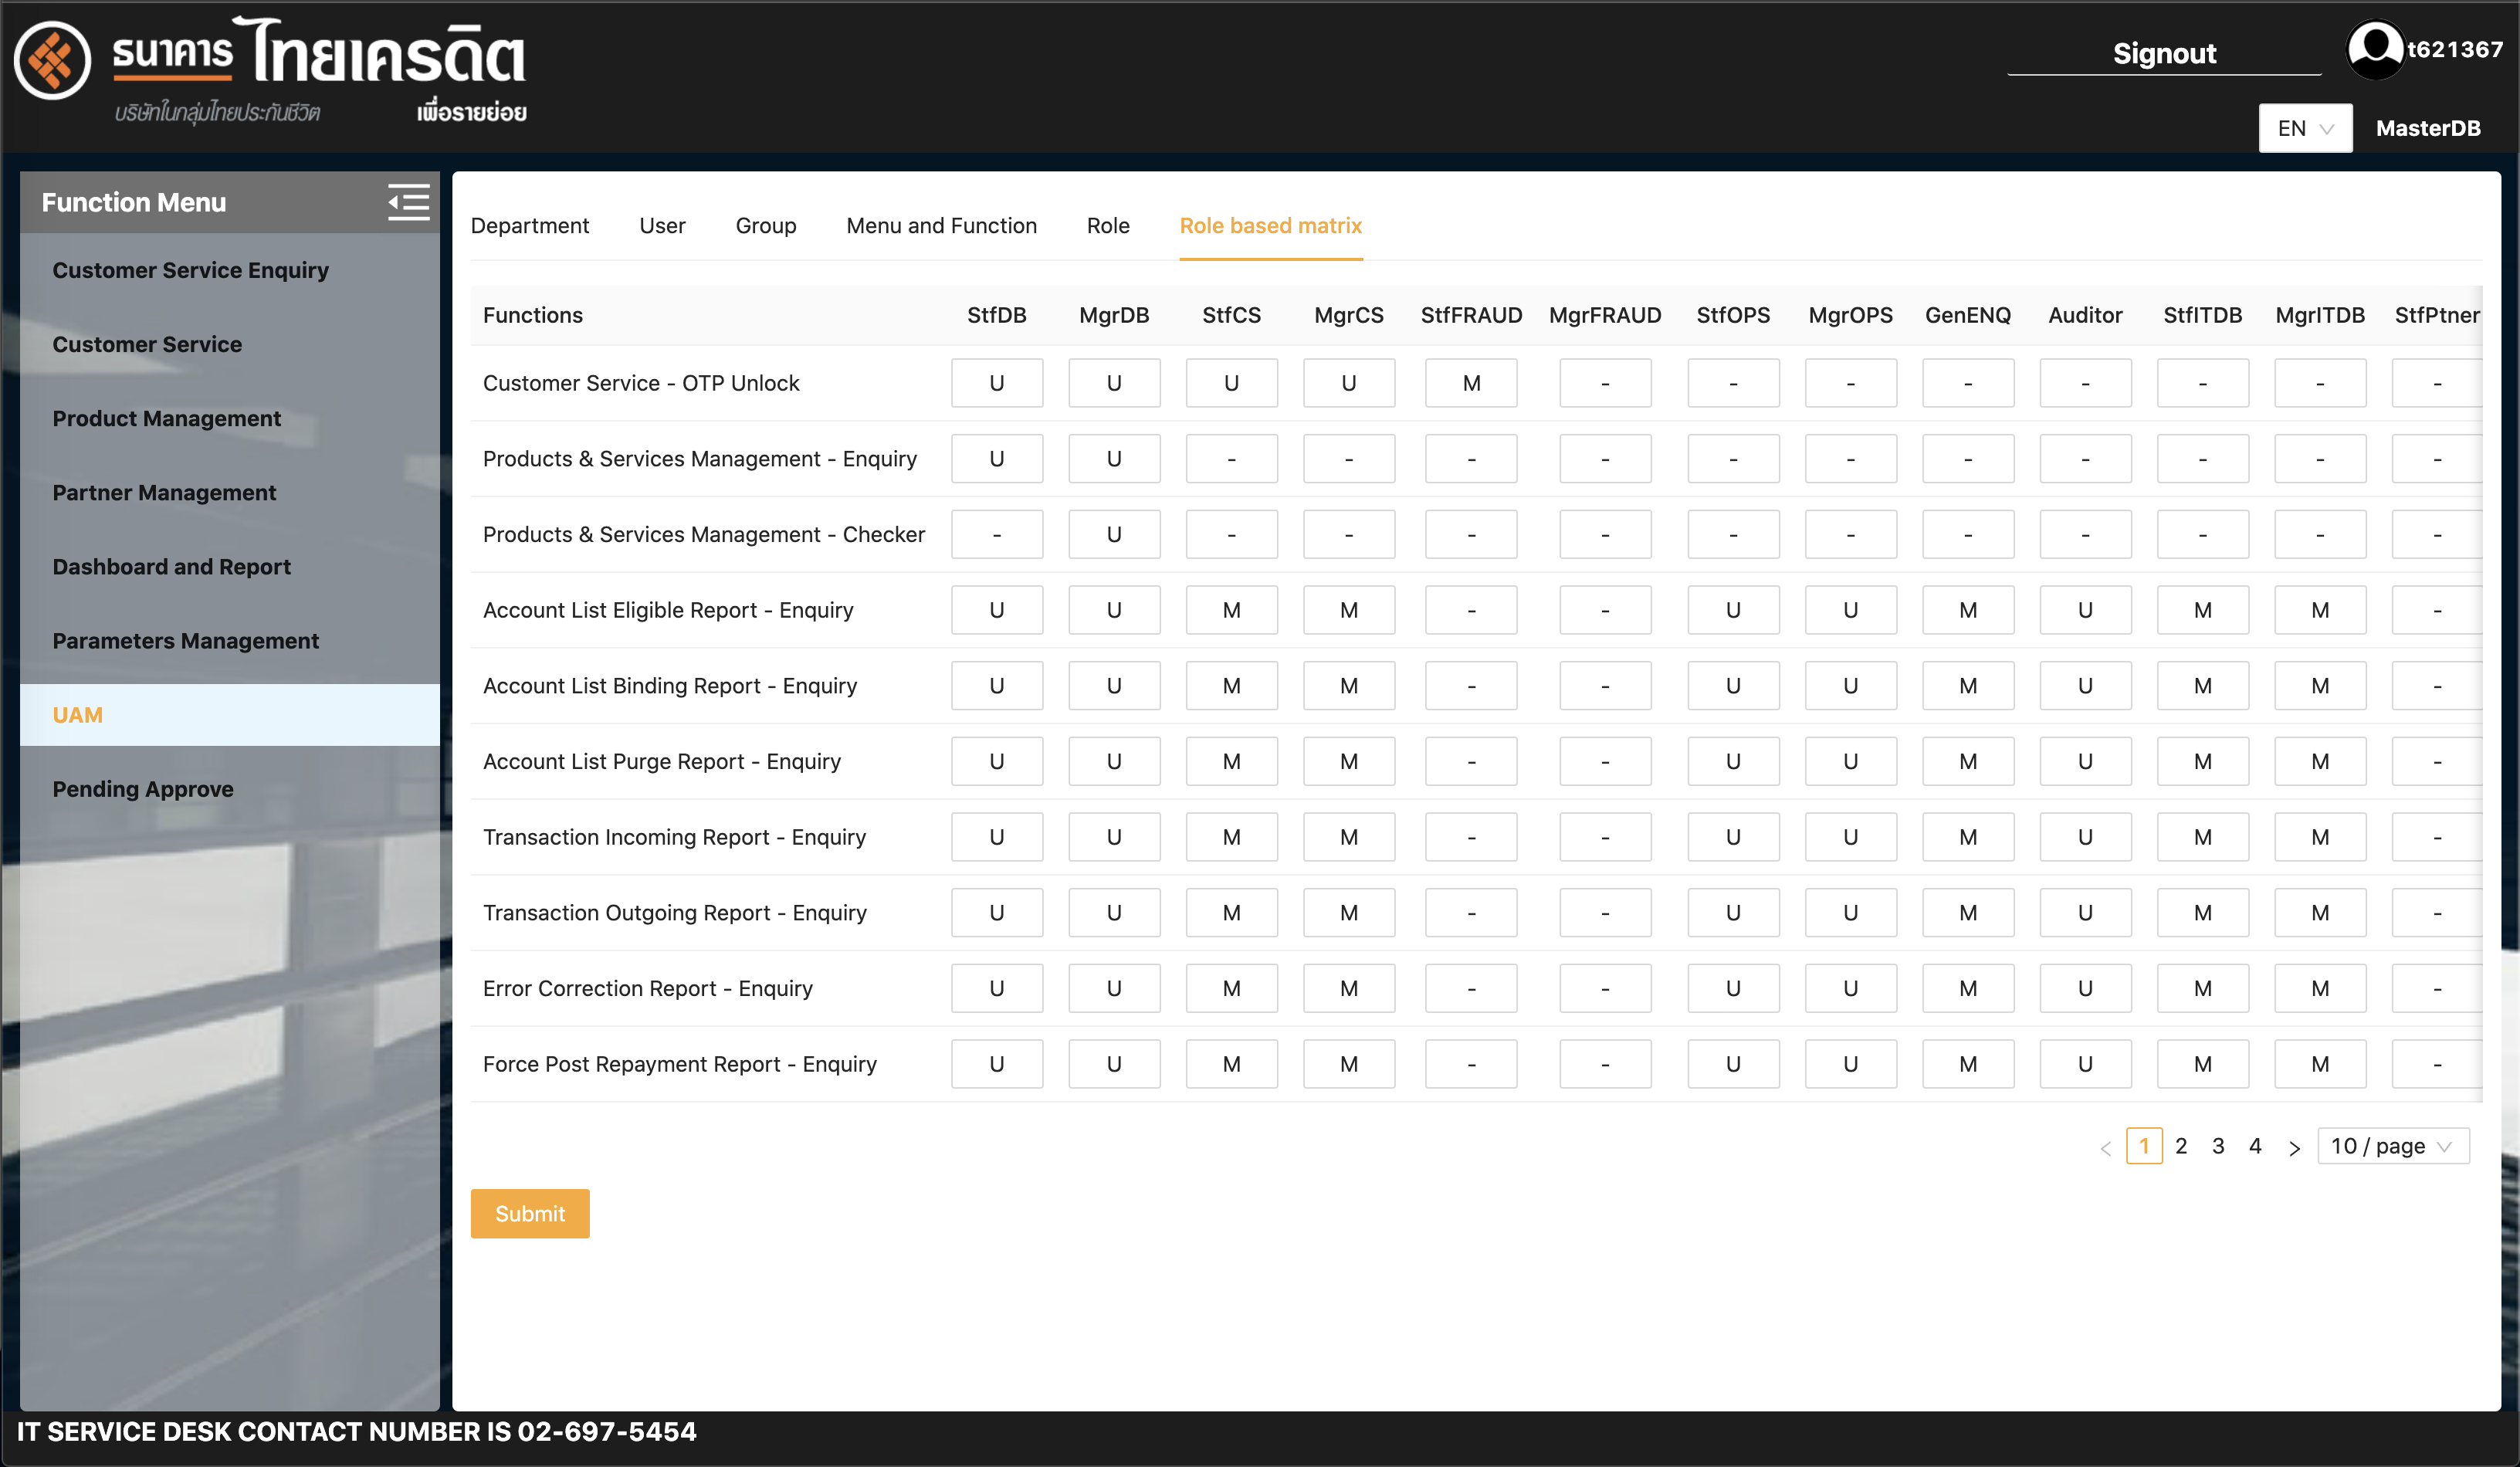 ธนาคาร ไทยเครดิต
บริษัทในกลุ่มไทยประกันชีวิต เพื่อรายย่อย
Signout
t621367
EN
MasterDB
Function Menu
Customer Service Enquiry
Customer Service
Product Management
Partner Management
Dashboard and Report
Parameters Management
UAM
Pending Approve
Department User Group Menu and Function Role Role based matrix
Functions StfDB MgrDB StfCS MgrCS StfFRAUD MgrFRAUD StfOPS MgrOPS GenENQ Auditor StfITDB MgrITDB StfPtner
Customer Service - OTP Unlock U U U U M - - - - - - - -
Products & Services Management - Enquiry U U - - - - - - - - - - -
Products & Services Management - Checker - U - - - - - - - - - - -
Account List Eligible Report - Enquiry U U M M - - U U M U M M -
Account List Binding Report - Enquiry U U M M - - U U M U M M -
Account List Purge Report - Enquiry U U M M - - U U M U M M -
Transaction Incoming Report - Enquiry U U M M - - U U M U M M -
Transaction Outgoing Report - Enquiry U U M M - - U U M U M M -
Error Correction Report - Enquiry U U M M - - U U M U M M -
Force Post Repayment Report - Enquiry U U M M - - U U M U M M -
< 1 2 3 4 > 10 / page
Submit
IT SERVICE DESK CONTACT NUMBER IS 02-697-5454